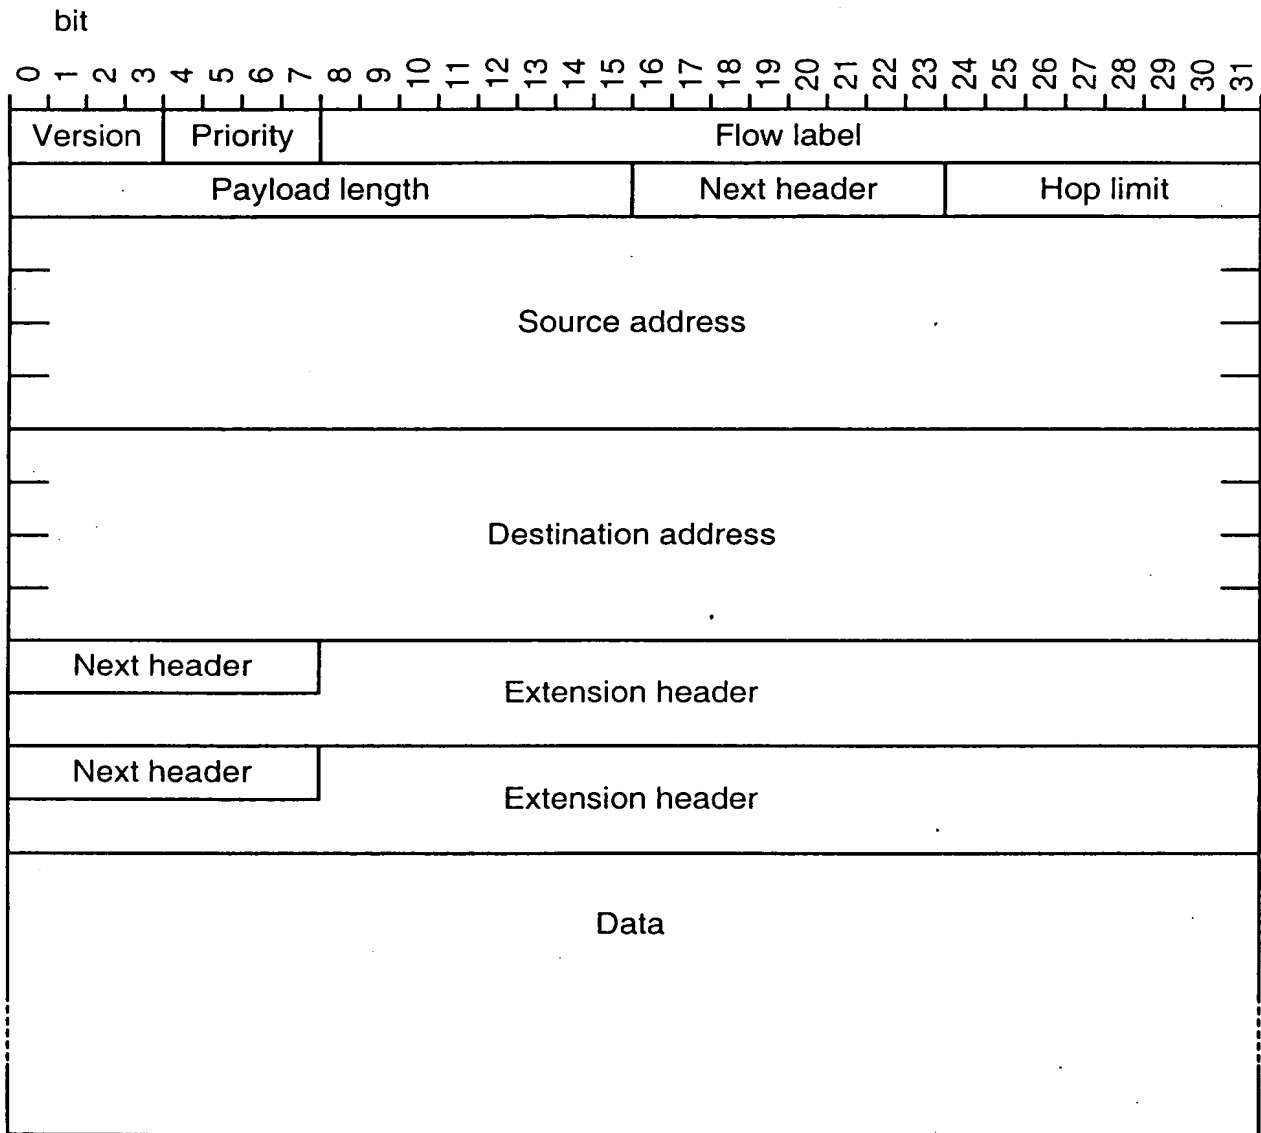 bit
0 1 2 3 4 5 6 7 8 9 10 11 12 13 14 15 16 17 18 19 20 21 22 23 24 25 26 27 28 29 30 31
Version Priority Flow label
Payload length Next header Hop limit
Source address
Destination address
Next header
Extension header
Next header
Extension header
Data